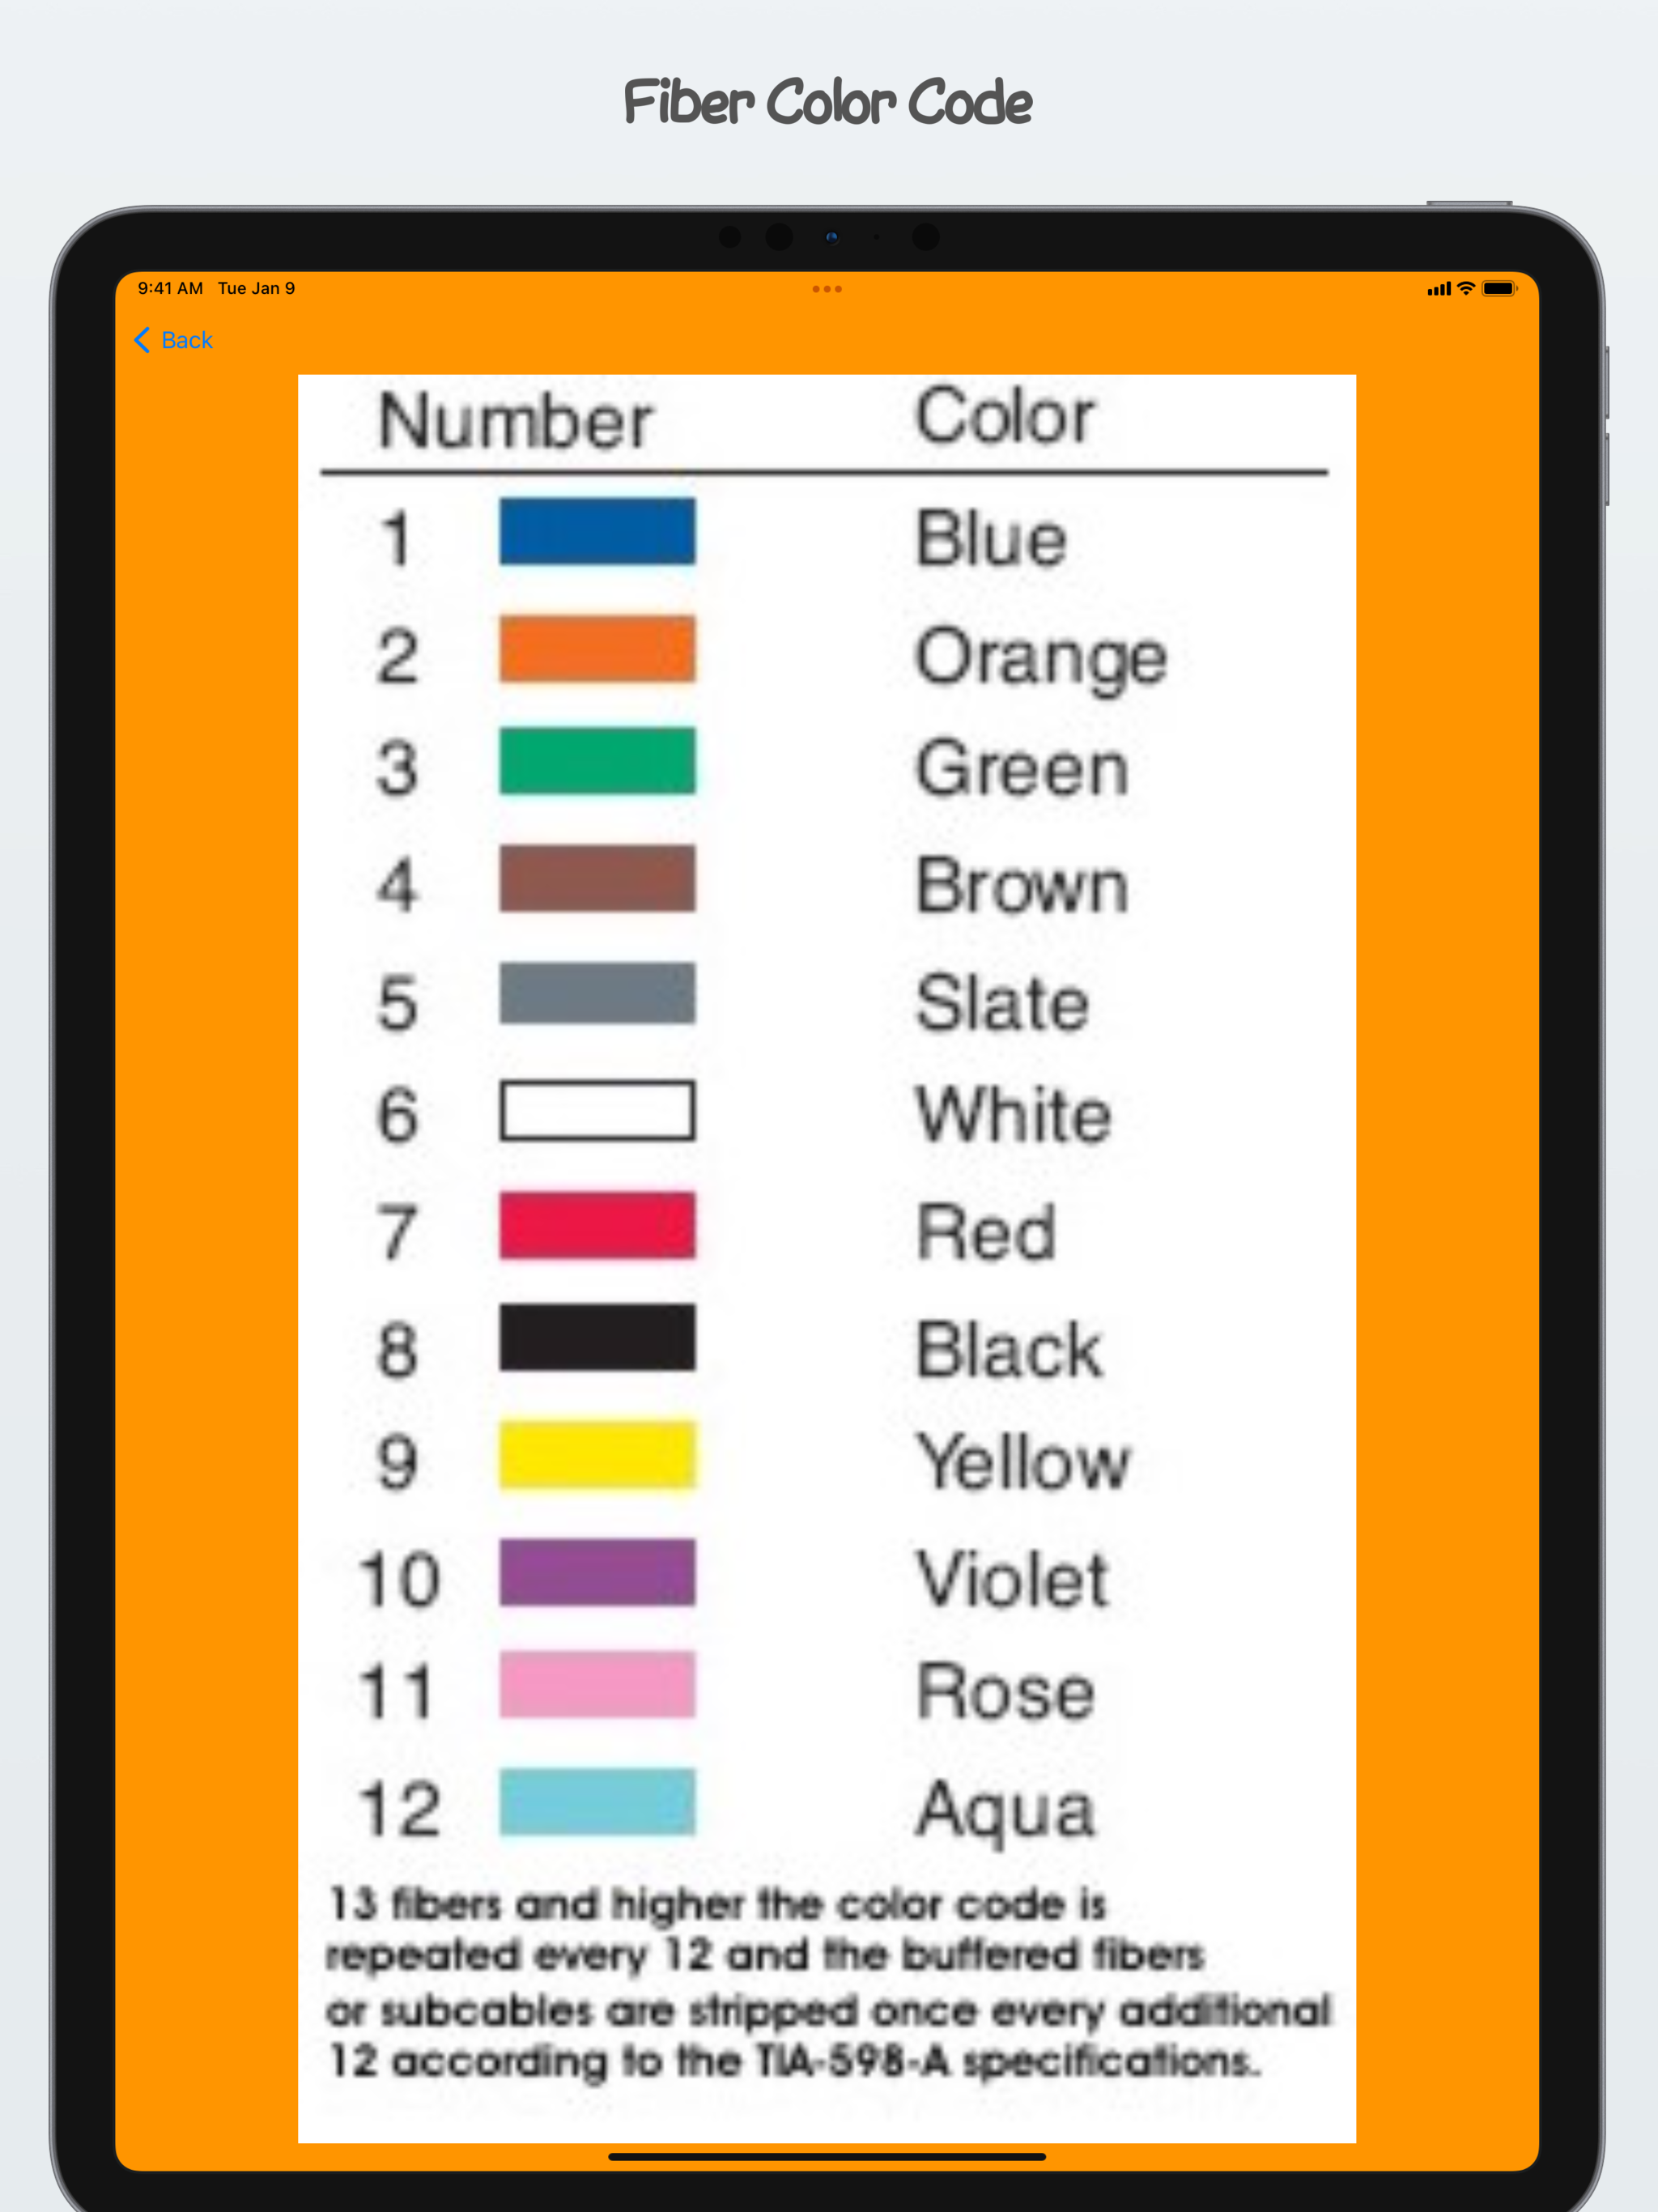 Fiber Color Code
9:41 AM Tue Jan 9
Back
Number Color
1 Blue
2 Orange
3 Green
4 Brown
5 Slate
6 White
7 Red
8 Black
9 Yellow
10 Violet
11 Rose
12 Aqua
13 fibers and higher the color code is
repeated every 12 and the buffered fibers
or subcables are stripped once every additional
12 according to the TIA-598-A specifications.